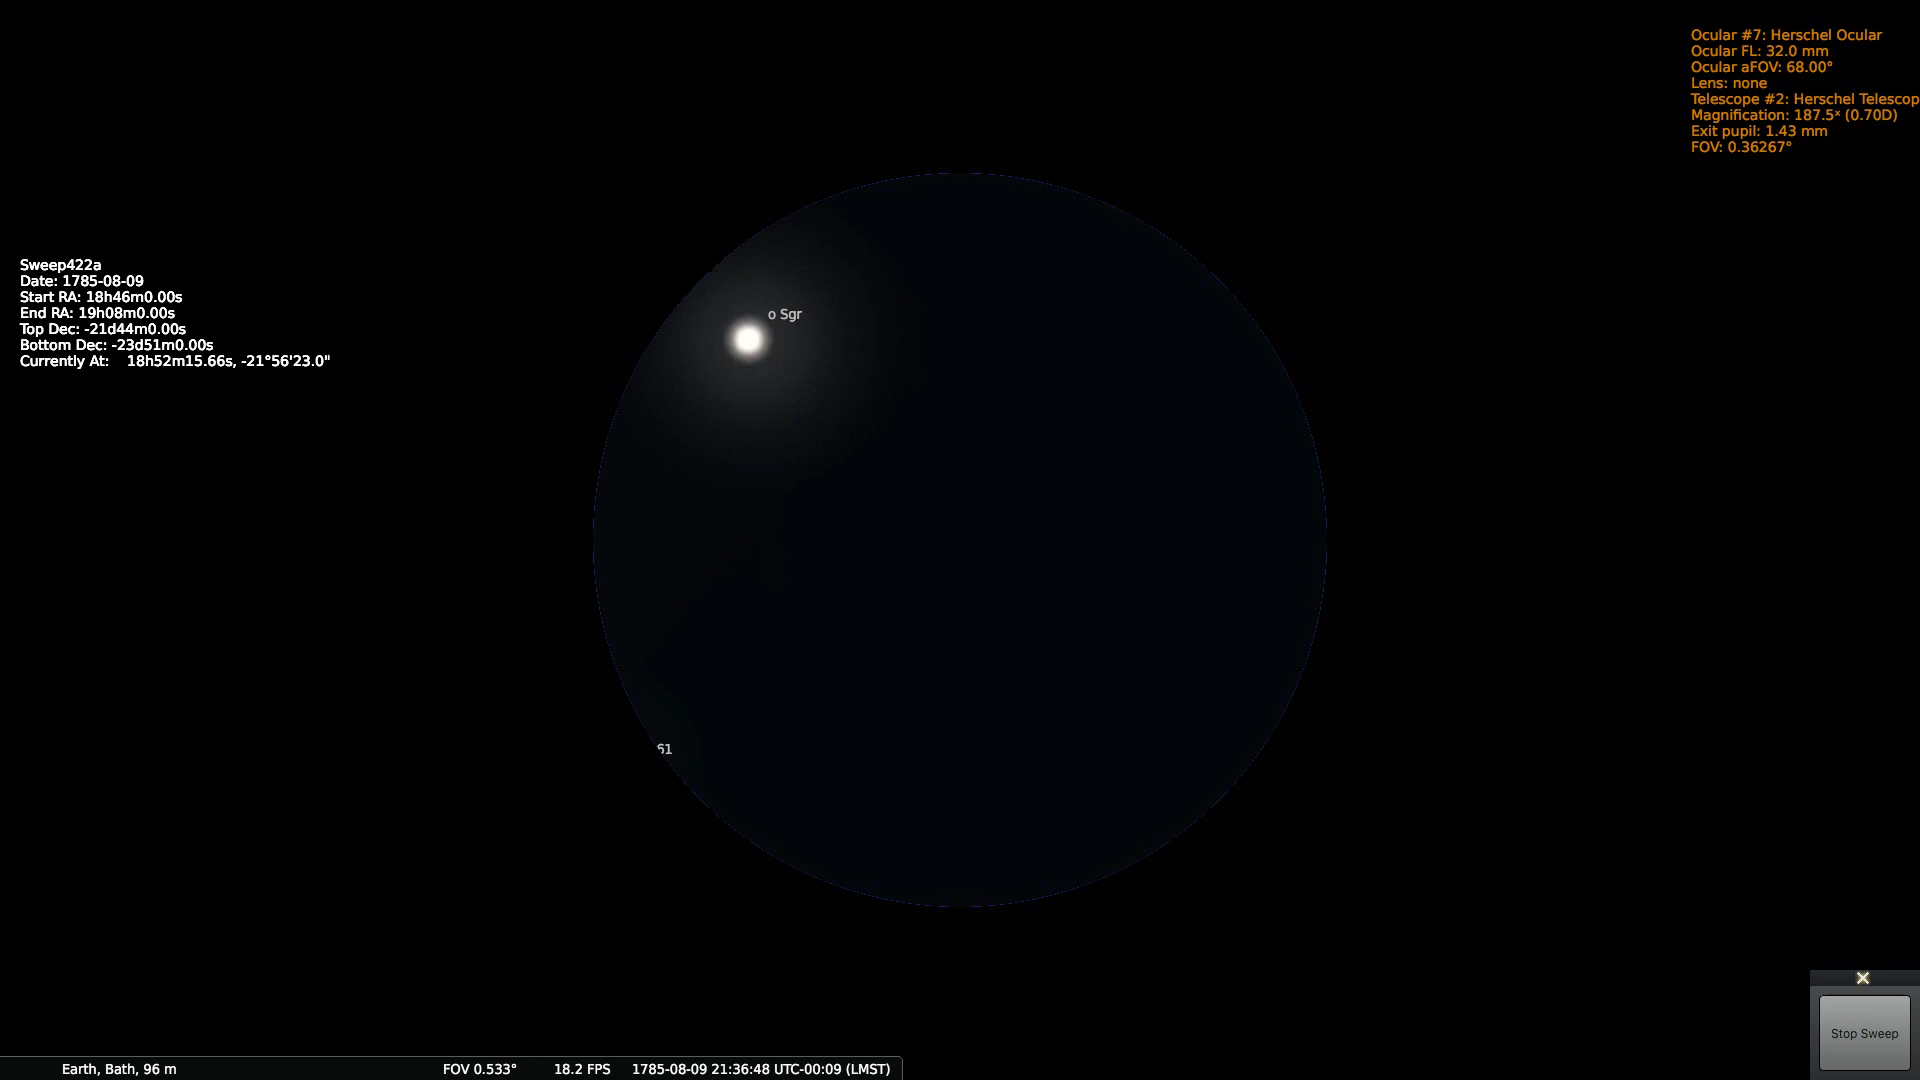 Ocular #7: Herschel Ocular
Ocular FL: 32.0 mm
Ocular aFOV: 68.00°
Lens: none
Telescope #2: Herschel Telescop
Magnification: 187.5ˣ (0.70D)
Exit pupil: 1.43 mm
FOV: 0.36267°
Sweep422a
Date: 1785-08-09
Start RA: 18h46m0.00s
End RA: 19h08m0.00s
Top Dec: -21d44m0.00s
Bottom Dec: -23d51m0.00s
Currently At: 18h52m15.66s, -21°56'23.0"
o Sgr
Stop Sweep
Earth, Bath, 96 m FOV 0.533° 18.2 FPS 1785-08-09 21:36:48 UTC-00:09 (LMST)